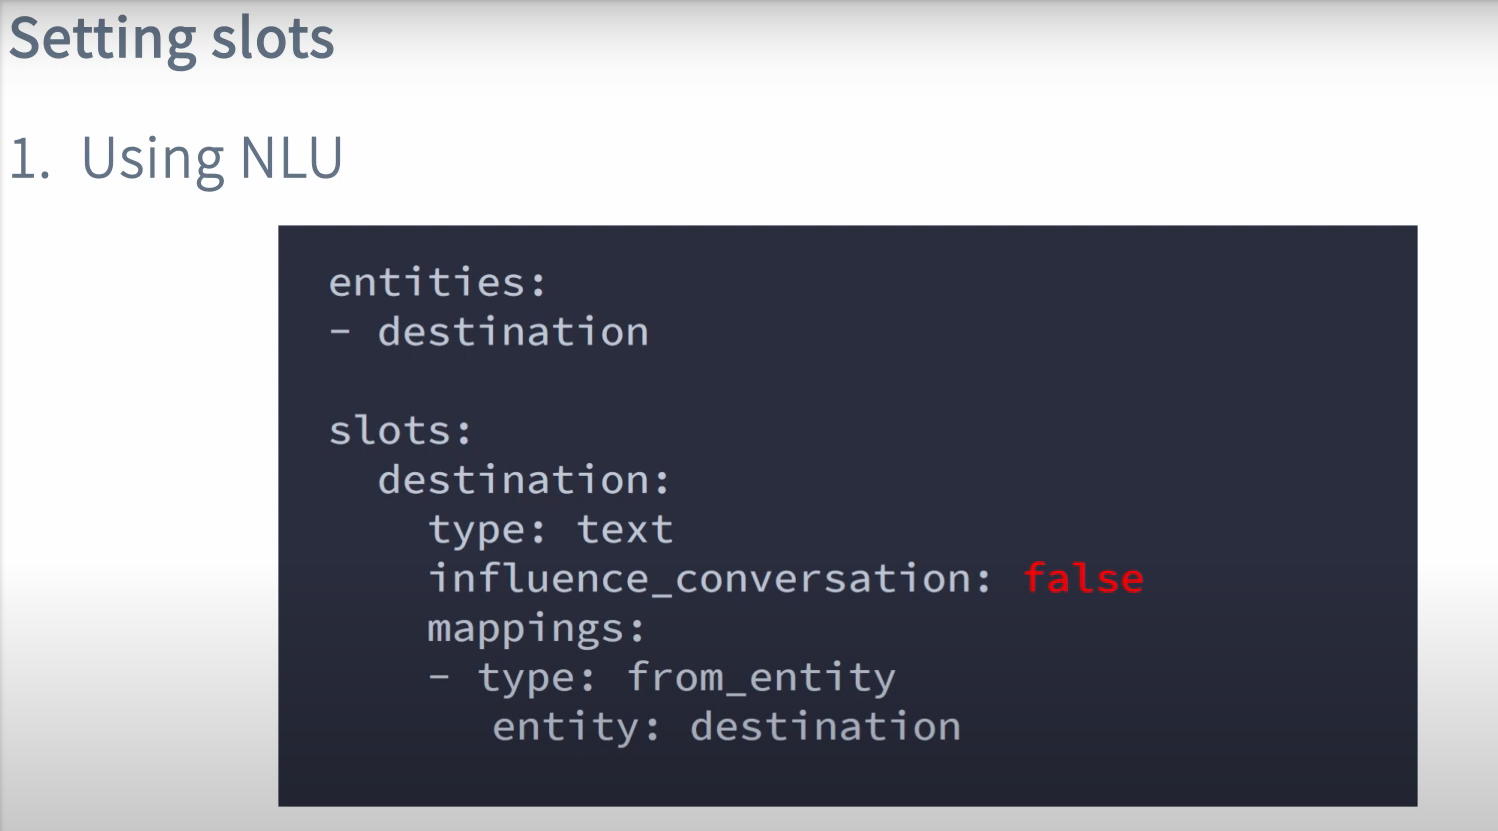 Setting slots
1. Using NLU
entities:
- destination
slots:
destination:
type: text
influence_conversation: false
mappings:
- type: from_entity
entity: destination